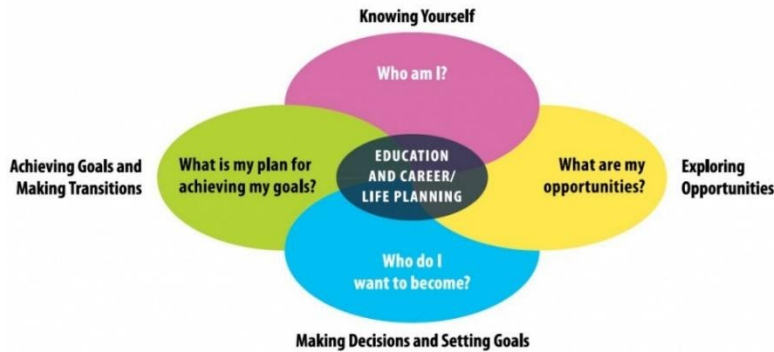 Knowing Yourself
Who am I?
Achieving Goals and
Making Transitions
What is my plan for
achieving my goals?
EDUCATION
AND CAREER/
LIFE PLANNING
What are my
opportunities?
Exploring
Opportunities
Who do I
want to become?
Making Decisions and Setting Goals